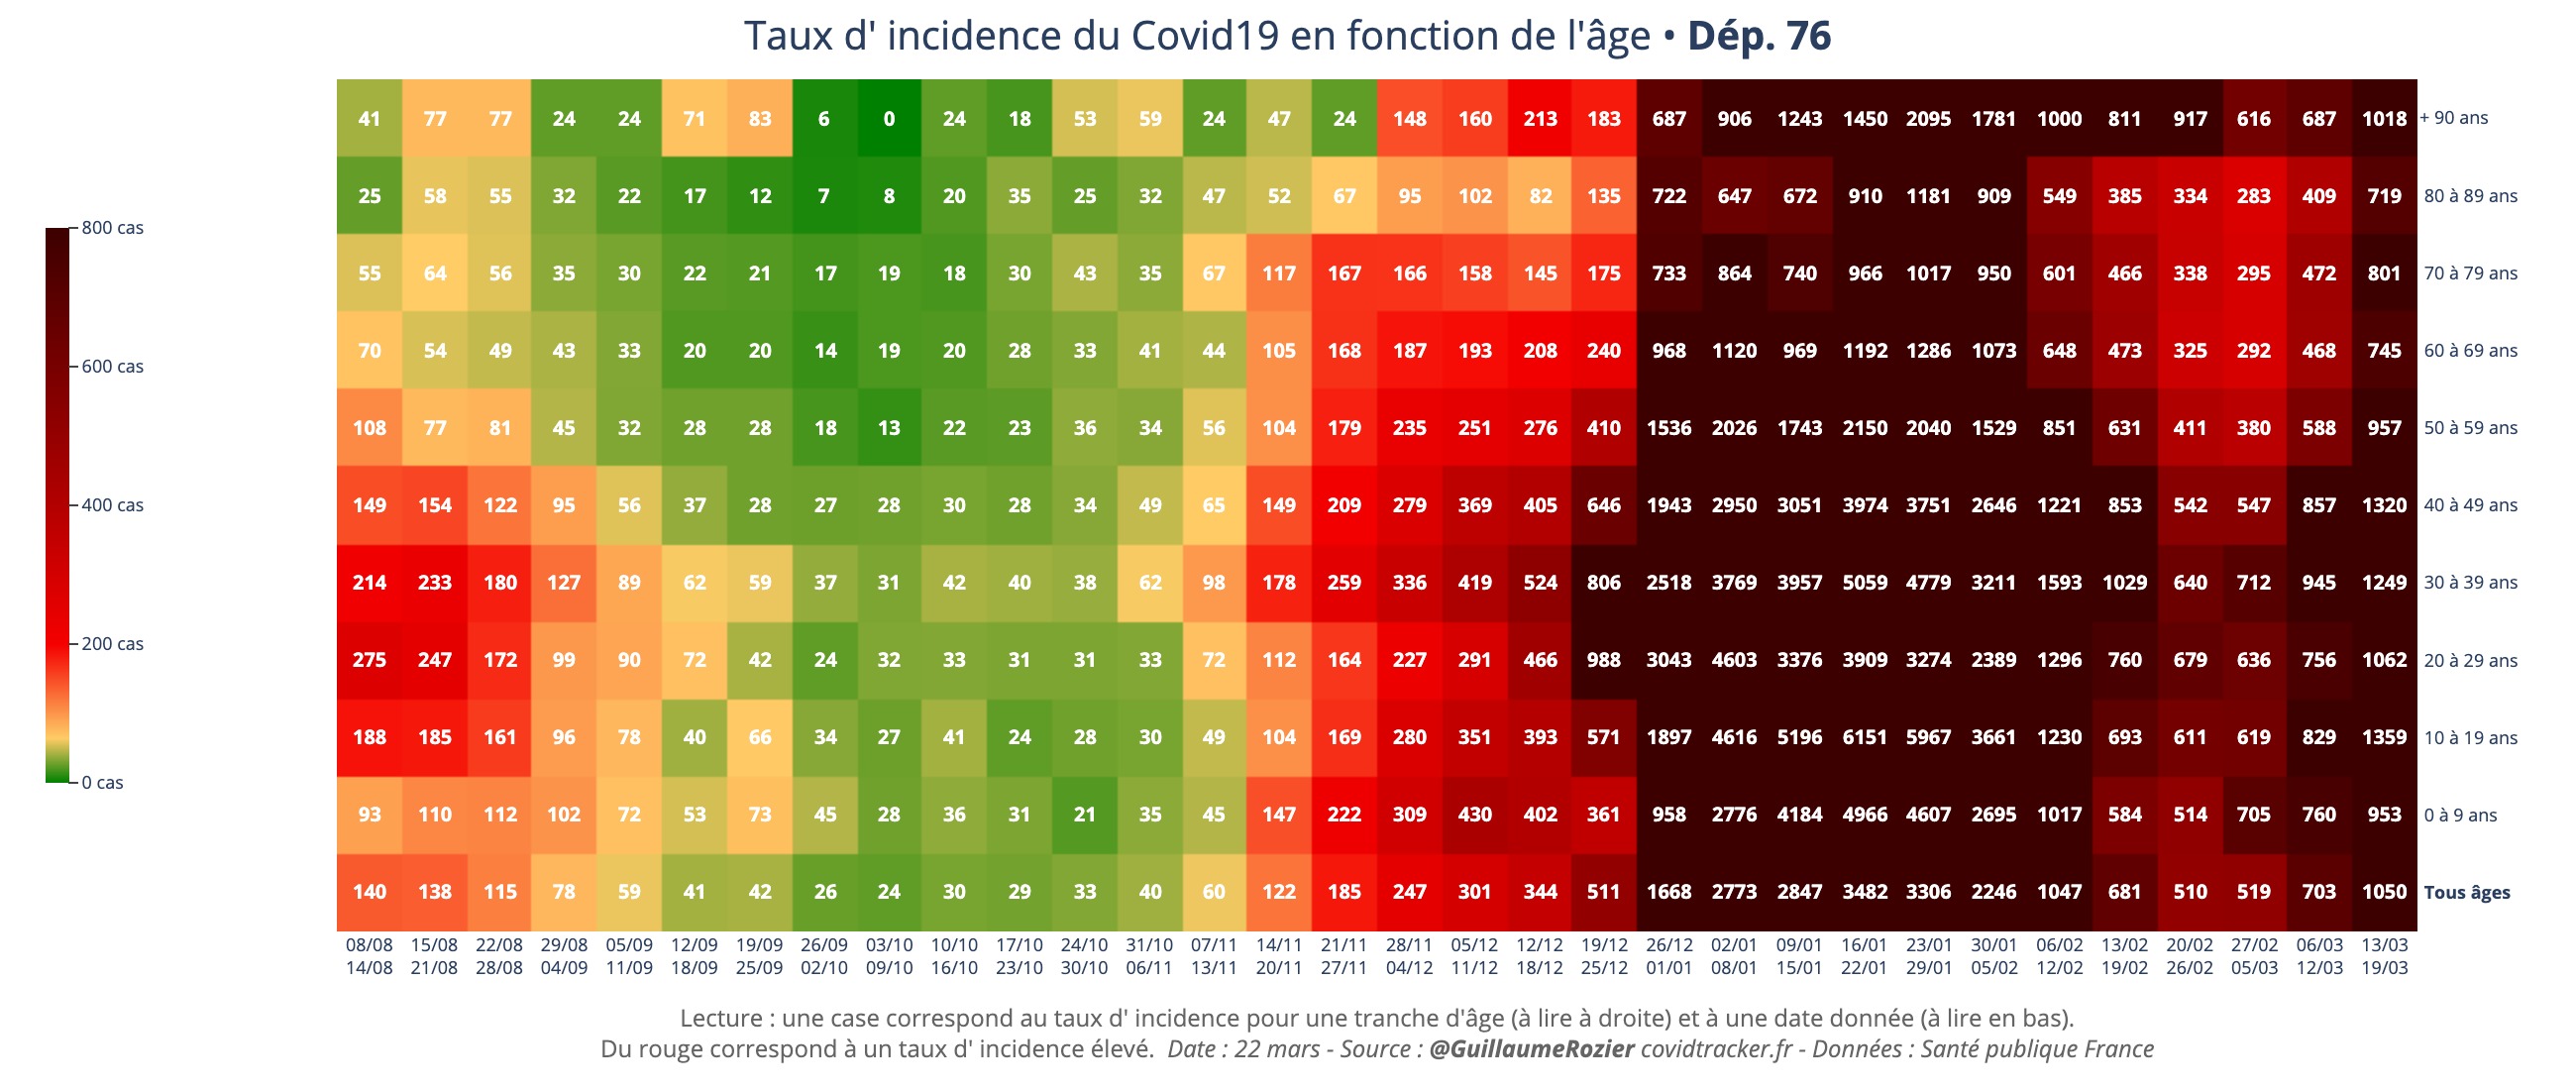 Taux d' incidence du Covid19 en fonction de l'âge • Dép. 76
41 77 77 24 24 71 83 6 0 24 18 53 59 24 47 24 148 160 213 183 687 906 1243 1450 2095 1781 1000 811 917 616 687 1018 + 90 ans
25 58 55 32 22 17 12 7 8 20 35 25 32 47 52 67 95 102 82 135 722 647 672 910 1181 909 549 385 334 283 409 719 80 à 89 ans
800 cas
55 64 56 35 30 22 21 17 19 18 30 43 35 67 117 167 166 158 145 175 733 864 740 966 1017 950 601 466 338 295 472 801 70 à 79 ans
70 54 49 43 33 20 20 14 19 20 28 33 41 44 105 168 187 193 208 240 968 1120 969 1192 1286 1073 648 473 325 292 468 745 60 à 69 ans
600 cas
108 77 81 45 32 28 28 18 13 22 23 36 34 56 104 179 235 251 276 410 1536 2026 1743 2150 2040 1529 851 631 411 380 588 957 50 à 59 ans
400 cas
149 154 122 95 56 37 28 27 28 30 28 34 49 65 149 209 279 369 405 646 1943 2950 3051 3974 3751 2646 1221 853 542 547 857 1320 40 à 49 ans
214 233 180 127 89 62 59 37 31 42 40 38 62 98 178 259 336 419 524 806 2518 3769 3957 5059 4779 3211 1593 1029 640 712 945 1249 30 à 39 ans
200 cas
275 247 172 99 90 72 42 24 32 33 31 31 33 72 112 164 227 291 466 988 3043 4603 3376 3909 3274 2389 1296 760 679 636 756 1062 20 à 29 ans
188 185 161 96 78 40 66 34 27 41 24 28 30 49 104 169 280 351 393 571 1897 4616 5196 6151 5967 3661 1230 693 611 619 829 1359 10 à 19 ans
0 cas
93 110 112 102 72 53 73 45 28 36 31 21 35 45 147 222 309 430 402 361 958 2776 4184 4966 4607 2695 1017 584 514 705 760 953 0 à 9 ans
140 138 115 78 59 41 42 26 24 30 29 33 40 60 122 185 247 301 344 511 1668 2773 2847 3482 3306 2246 1047 681 510 519 703 1050 Tous âges
08/08 15/08 22/08 29/08 05/09 12/09 19/09 26/09 03/10 10/10 17/10 24/10 31/10 07/11 14/11 21/11 28/11 05/12 12/12 19/12 26/12 02/01 09/01 16/01 23/01 30/01 06/02 13/02 20/02 27/02 06/03 13/03
14/08 21/08 28/08 04/09 11/09 18/09 25/09 02/10 09/10 16/10 23/10 30/10 06/11 13/11 20/11 27/11 04/12 11/12 18/12 25/12 01/01 08/01 15/01 22/01 29/01 05/02 12/02 19/02 26/02 05/03 12/03 19/03
Lecture : une case correspond au taux d' incidence pour une tranche d'âge (à lire à droite) et à une date donnée (à lire en bas).
Du rouge correspond à un taux d' incidence élevé. Date : 22 mars - Source : @GuillaumeRozier covidtracker.fr - Données : Santé publique France